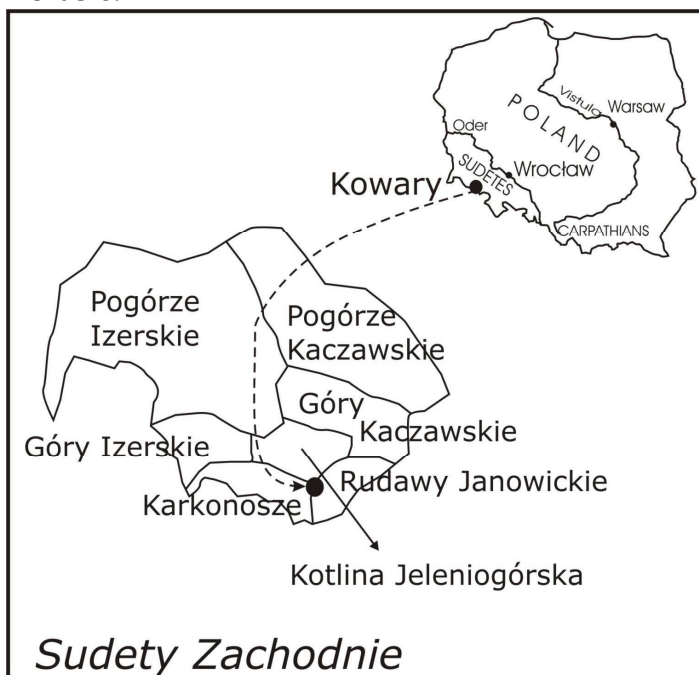 POLAND
Vistula
Warsaw
Oder
SUDETES
Wrocław
Kowary
CARPATHIANS
Pogórze
Izerskie
Pogórze
Kaczawskie
Góry
Kaczawskie
Góry Izerskie
Rudawy Janowickie
Karkonosze
Kotlina Jeleniogórska
Sudety Zachodnie